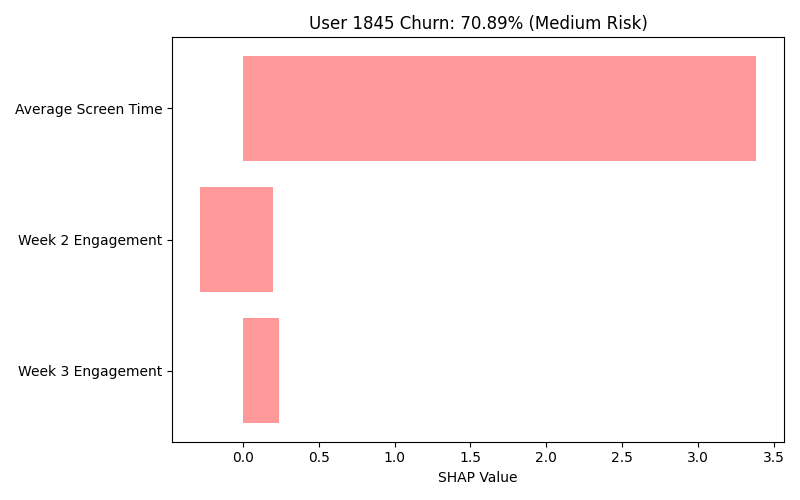 User 1845 Churn: 70.89% (Medium Risk)
Average Screen Time
Week 2 Engagement
Week 3 Engagement
0.0 0.5 1.0 1.5 2.0 2.5 3.0 3.5
SHAP Value